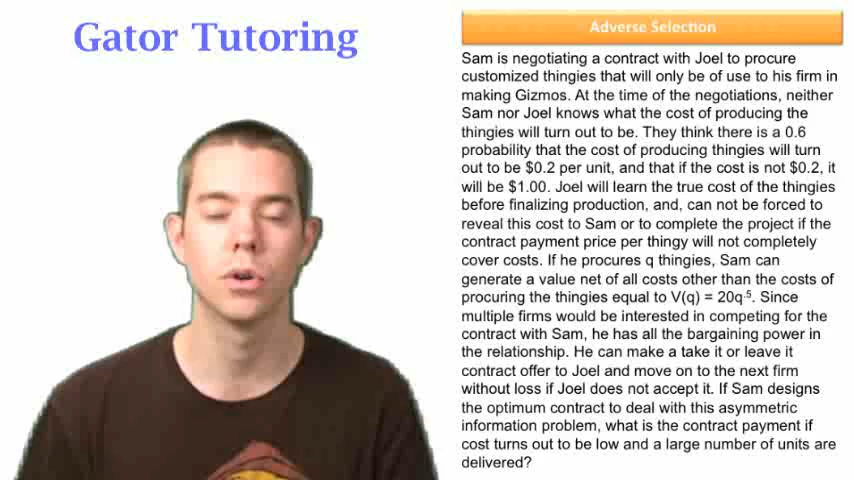 Gator Tutoring
Adverse Selection
Sam is negotiating a contract with Joel to procure
customized thingies that will only be of use to his firm in
making Gizmos. At the time of the negotiations, neither
Sam nor Joel knows what the cost of producing the
thingies will turn out to be. They think there is a 0.6
probability that the cost of producing thingies will turn
out to be $0.2 per unit, and that if the cost is not $0.2, it
will be $1.00. Joel will learn the true cost of the thingies
before finalizing production, and, can not be forced to
reveal this cost to Sam or to complete the project if the
contract payment price per thingy will not completely
cover costs. If he procures q thingies, Sam can
generate a value net of all costs other than the costs of
procuring the thingies equal to V(q) = 20q.5. Since
multiple firms would be interested in competing for the
contract with Sam, he has all the bargaining power in
the relationship. He can make a take it or leave it
contract offer to Joel and move on to the next firm
without loss if Joel does not accept it. If Sam designs
the optimum contract to deal with this asymmetric
information problem, what is the contract payment if
cost turns out to be low and a large number of units are
delivered?